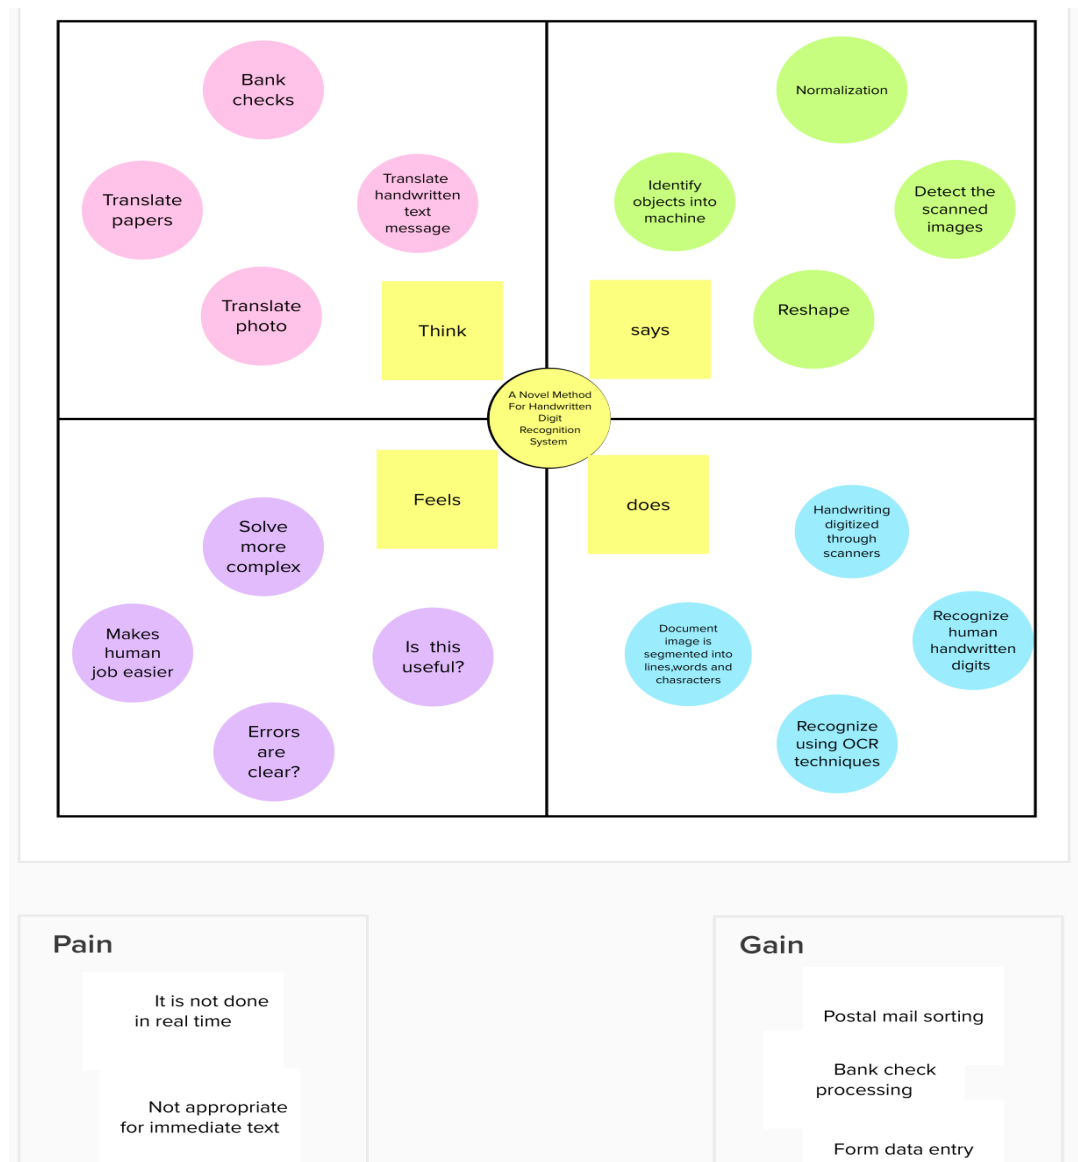 Bank
checks
Translate
papers
Translate
handwritten
text
message
Translate
photo
Think
Normalization
Identify
objects into
machine
Detect the
scanned
images
Reshape
says
A Novel Method
For Handwritten
Digit
Recognition
System
Feels
Solve
more
complex
Makes
human
job easier
Is this
useful?
Errors
are
clear?
does
Handwriting
digitized
through
scanners
Document
image is
segmented into
lines,words and
chasracters
Recognize
human
handwritten
digits
Recognize
using OCR
techniques
Pain
It is not done
in real time
Not appropriate
for immediate text
Gain
Postal mail sorting
Bank check
processing
Form data entry